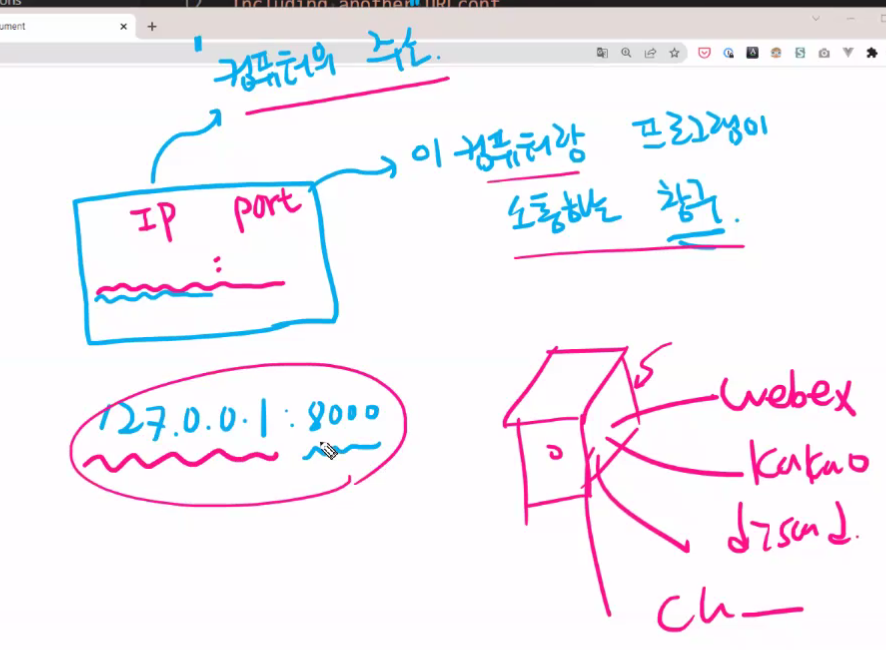 ument
12 Including another URLconf
컴퓨터의 주소.
이 컴퓨터랑 프로그램이
소통하는 창구.
IP port
:
127.0.0.1:8000
webex
kakao
discord.
Ch